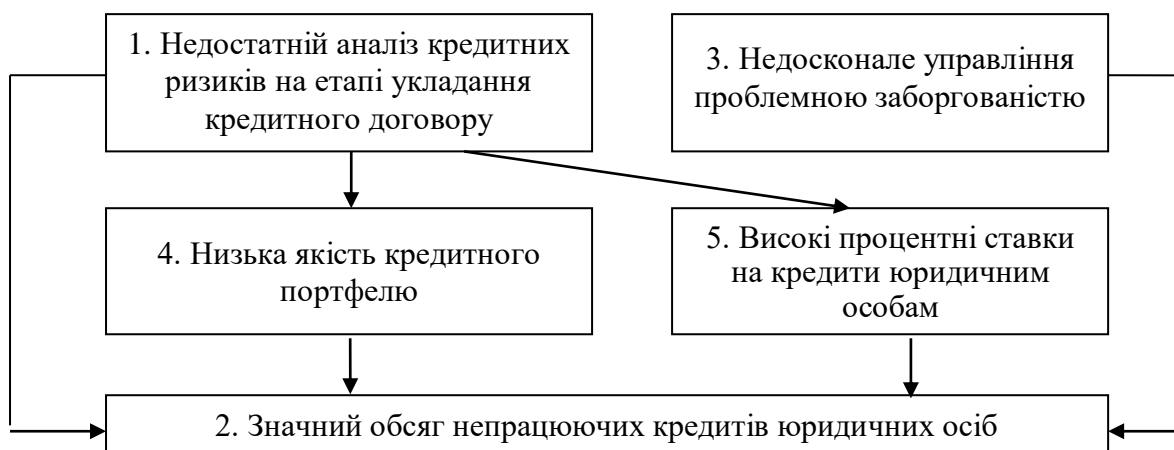 1. Недостатній аналіз кредитних
ризиків на етапі укладання
кредитного договору
3. Недосконале управління
проблемною заборгованістю
4. Низька якість кредитного
портфелю
5. Високі процентні ставки
на кредити юридичним
особам
2. Значний обсяг непрацюючих кредитів юридичних осіб